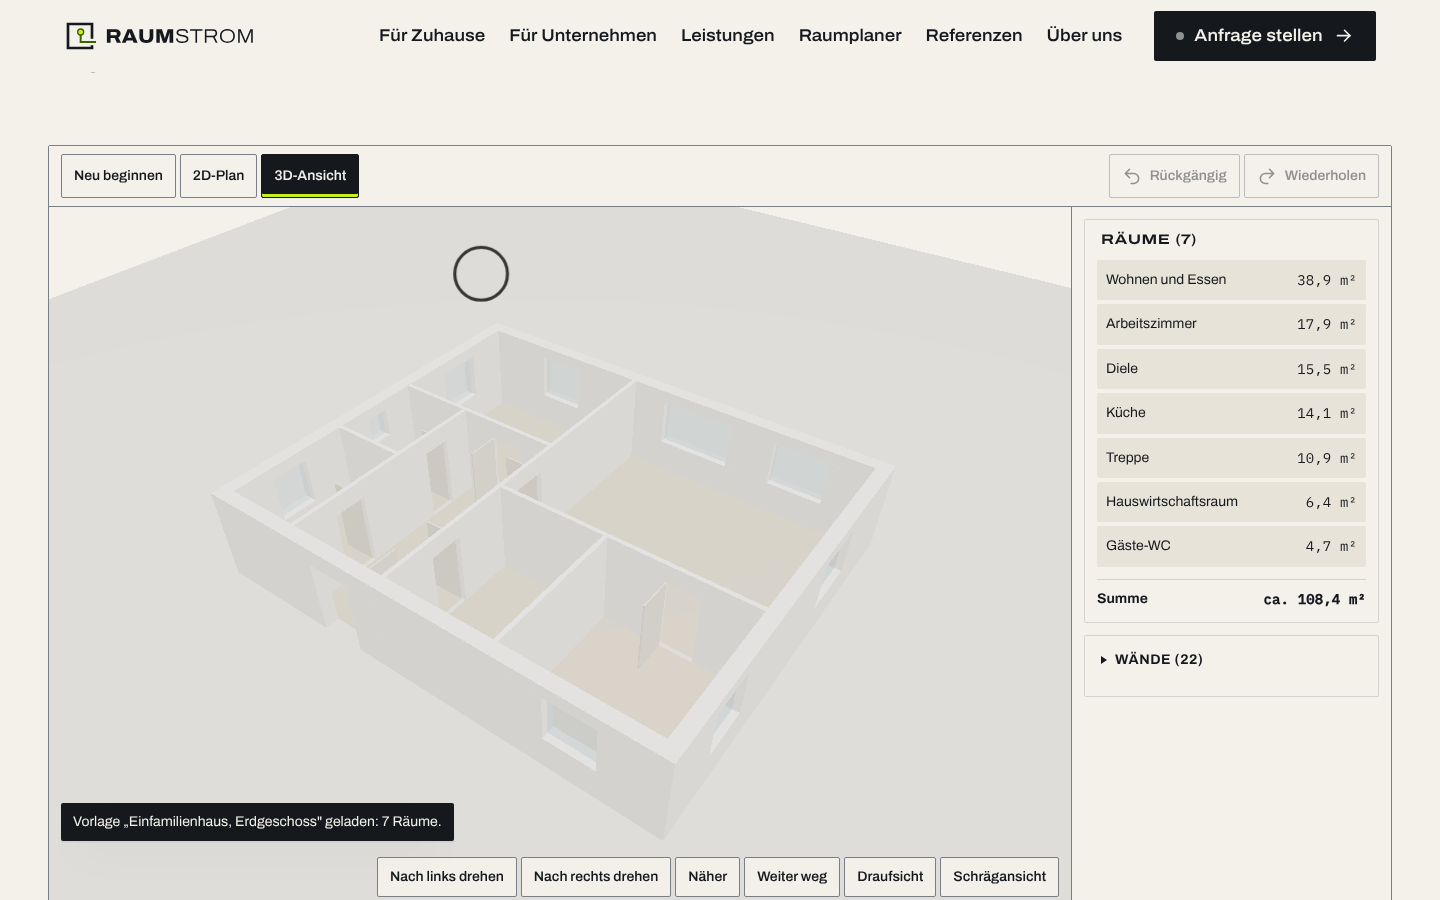 RAUMSTROM
Für Zuhause
Für Unternehmen
Leistungen
Raumplaner
Referenzen
Über uns
Anfrage stellen
Neu beginnen
2D-Plan
3D-Ansicht
Rückgängig
Wiederholen
RÄUME (7)
Wohnen und Essen 38,9 m²
Arbeitszimmer 17,9 m²
Diele 15,5 m²
Küche 14,1 m²
Treppe 10,9 m²
Hauswirtschaftsraum 6,4 m²
Gäste-WC 4,7 m²
Summe ca. 108,4 m²
WÄNDE (22)
Vorlage „Einfamilienhaus, Erdgeschoss" geladen: 7 Räume.
Nach links drehen
Nach rechts drehen
Näher
Weiter weg
Draufsicht
Schrägansicht